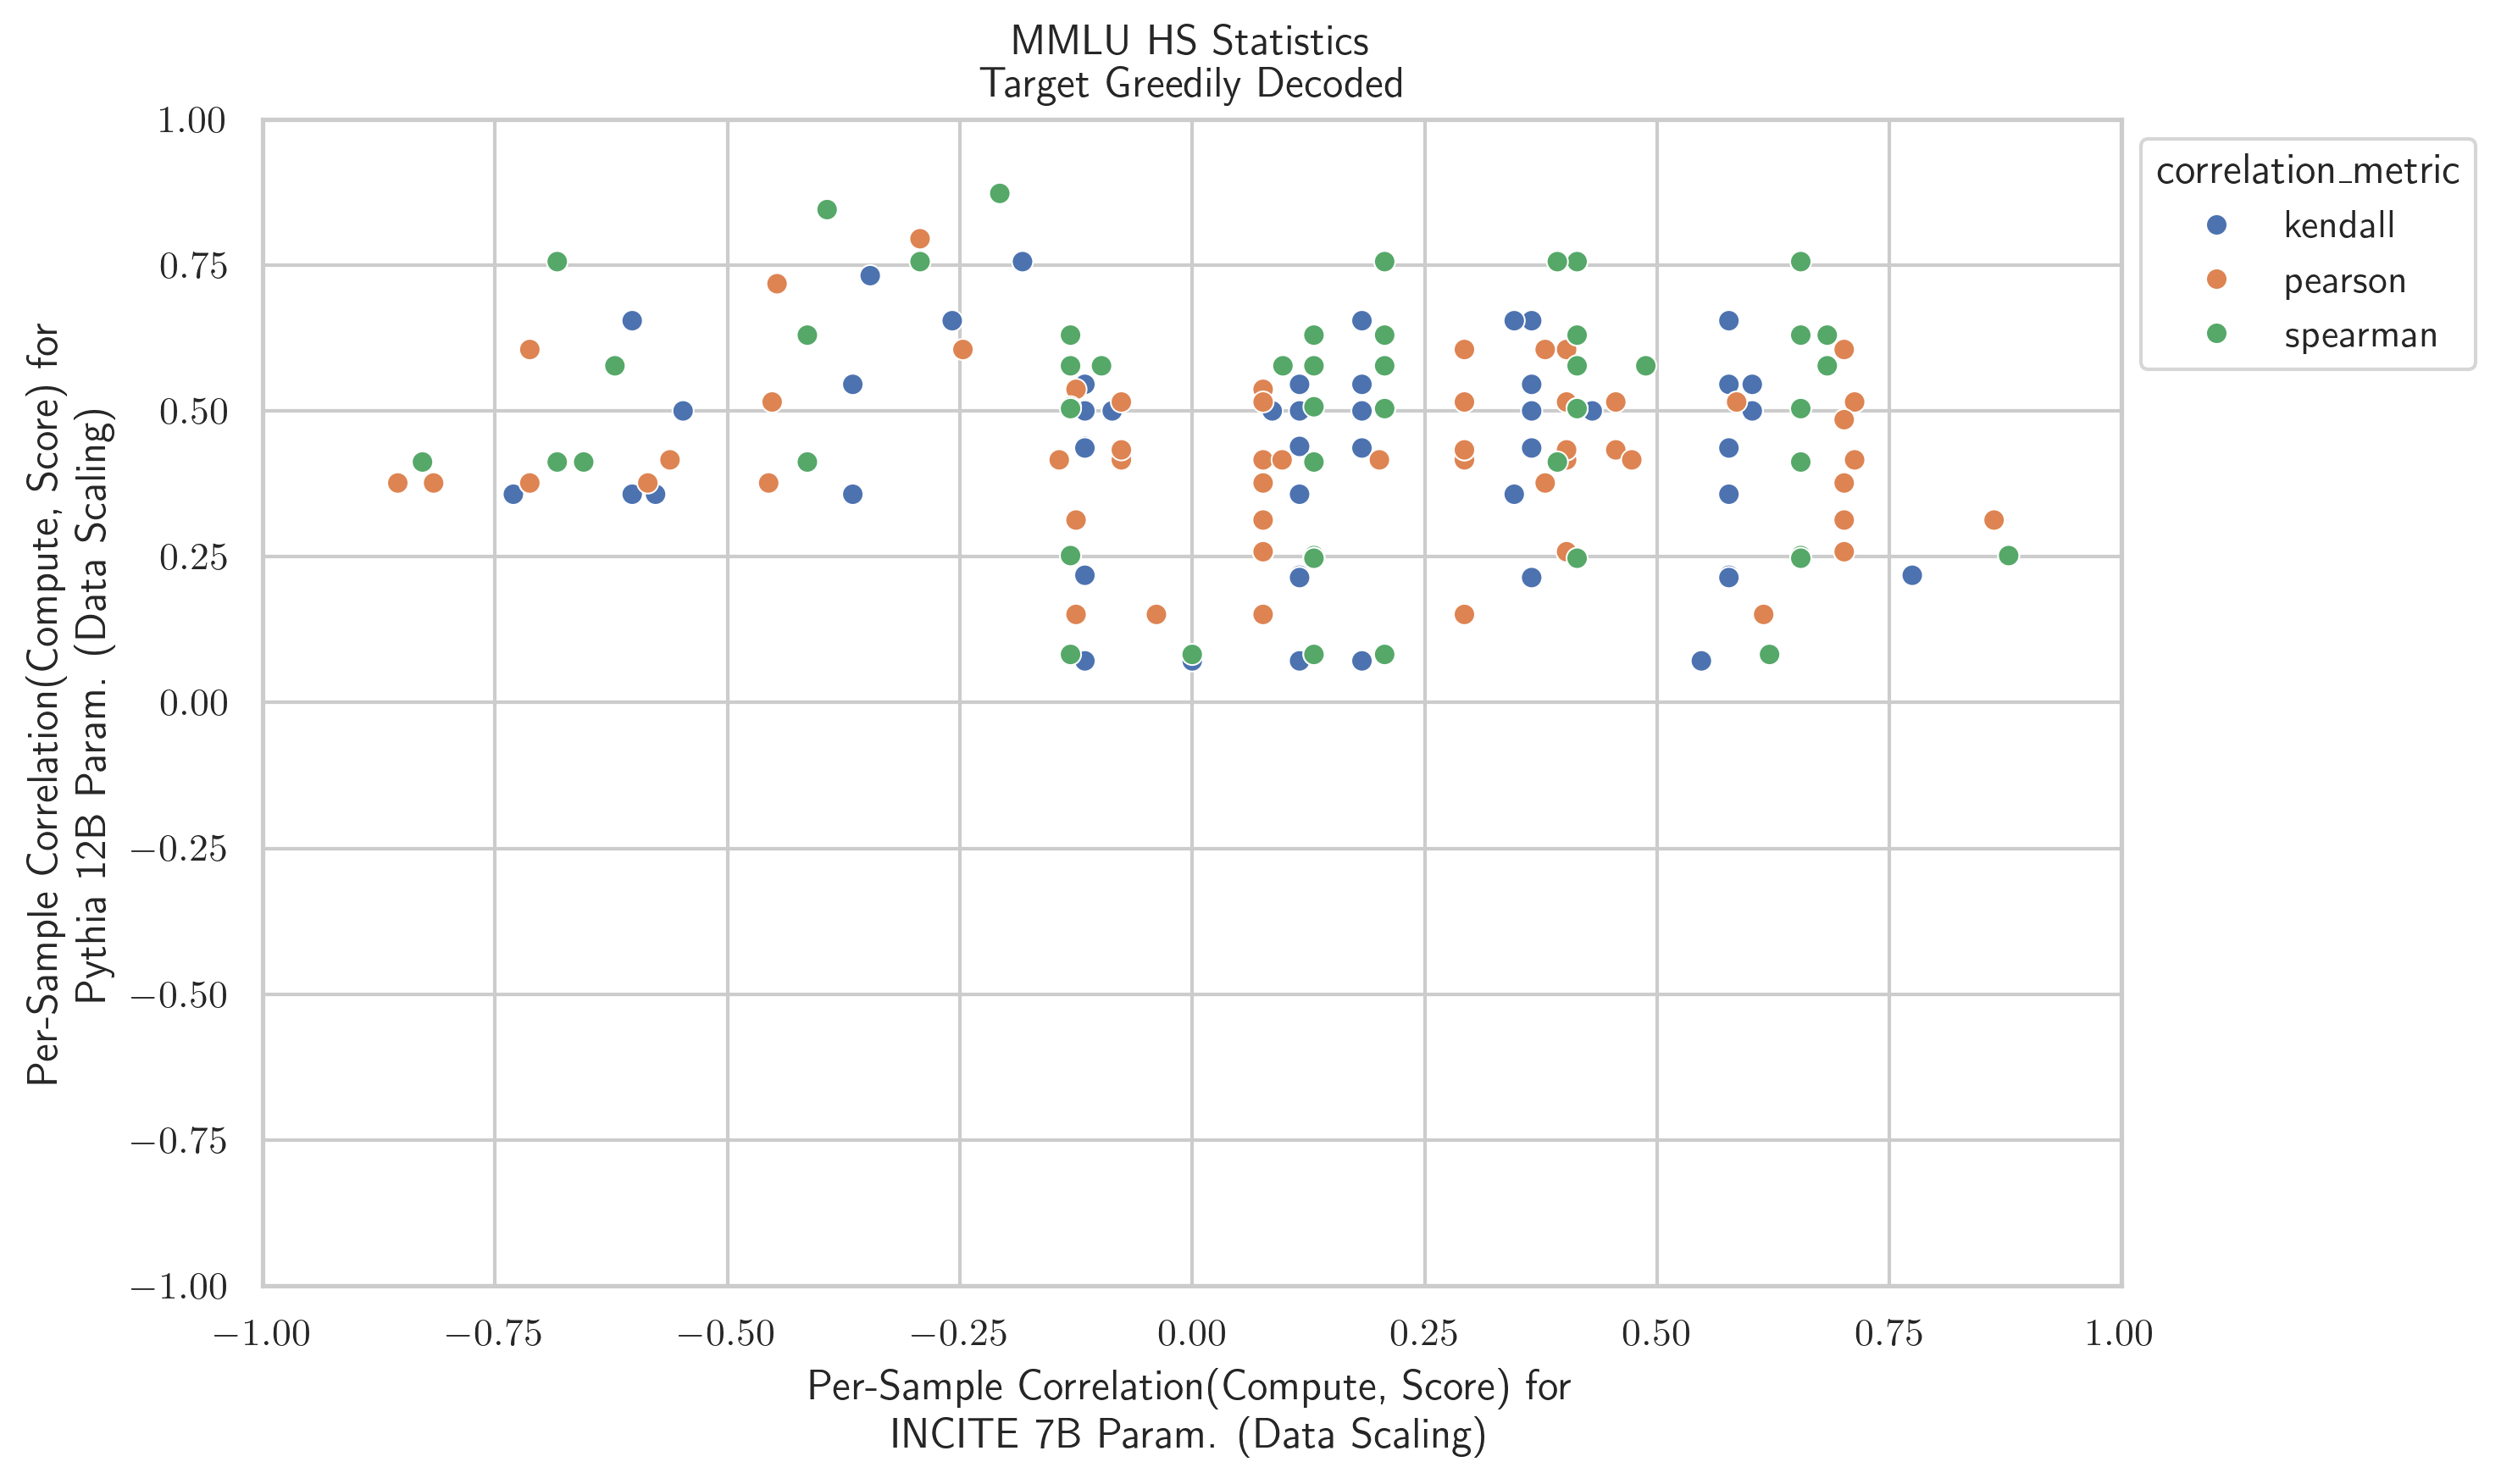 MMLU HS Statistics
Target Greedily Decoded
Per-Sample Correlation(Compute, Score) for
Pythia 12B Param. (Data Scaling)
1.00
0.75
0.50
0.25
0.00
−0.25
−0.50
−0.75
−1.00
−1.00 −0.75 −0.50 −0.25 0.00 0.25 0.50 0.75 1.00
Per-Sample Correlation(Compute, Score) for
INCITE 7B Param. (Data Scaling)
correlation_metric
kendall
pearson
spearman